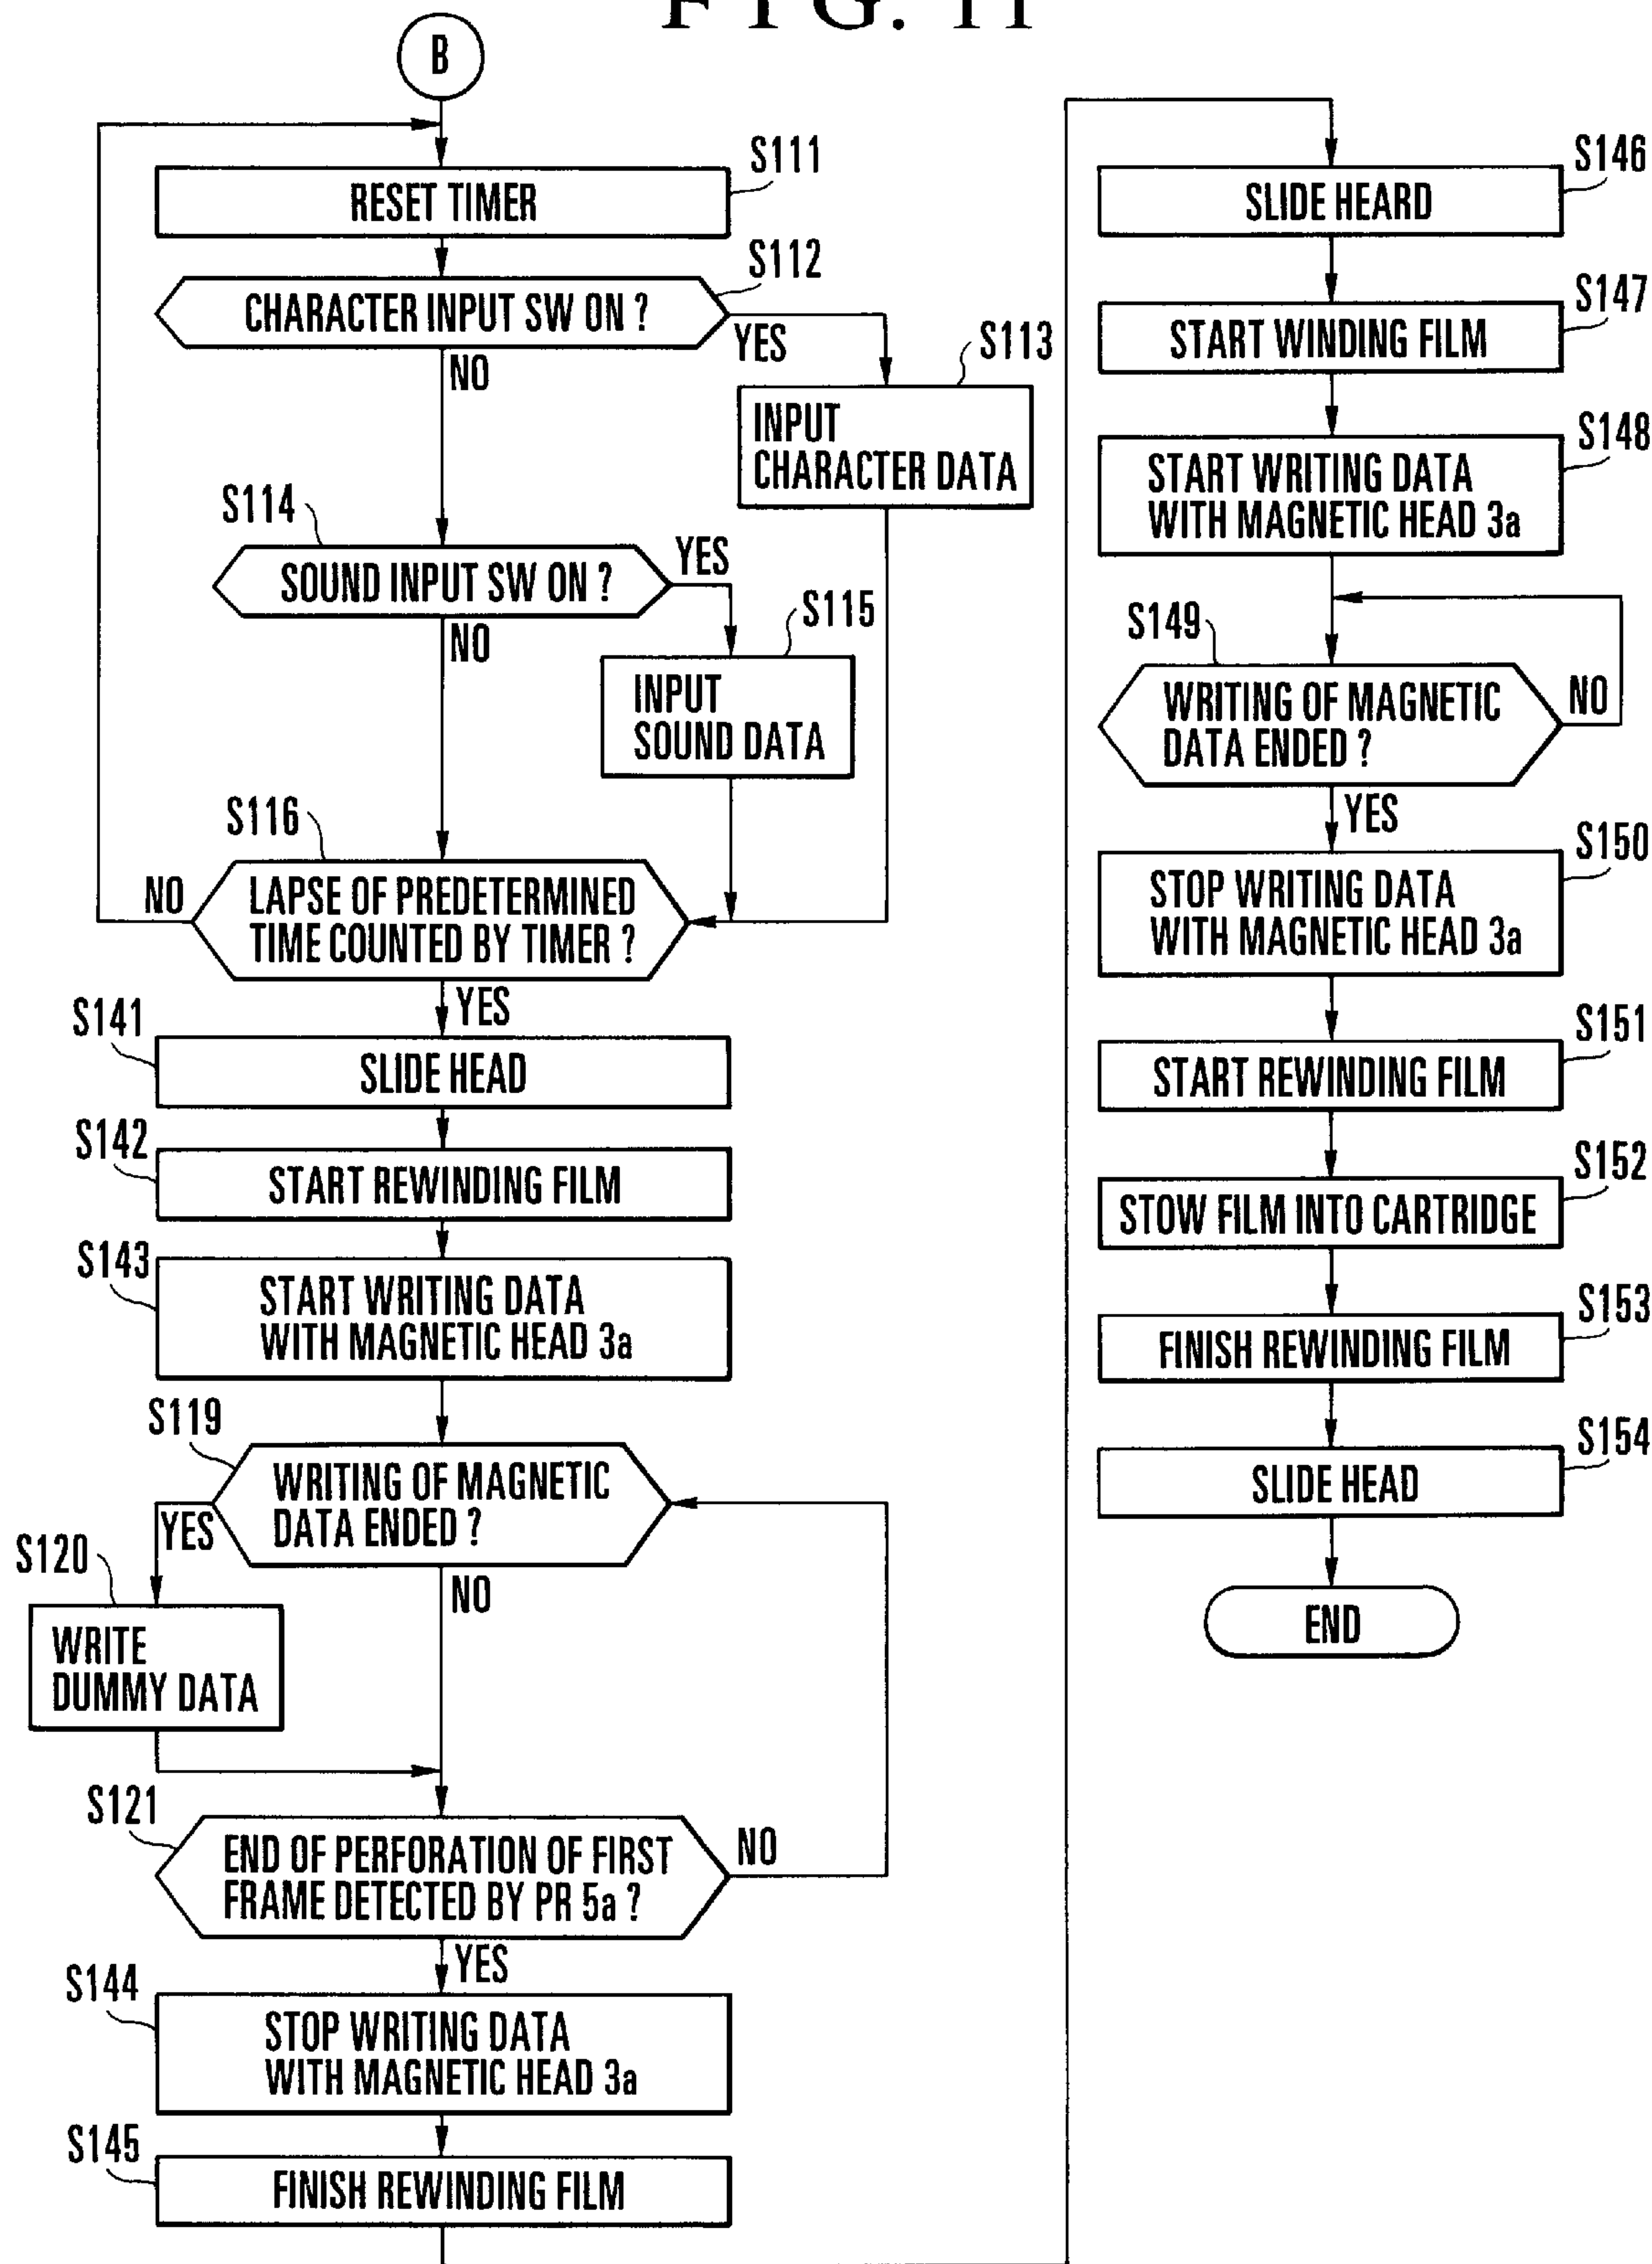 FIG. 11
B
S111
RESET TIMER
S112
CHARACTER INPUT SW ON ?
YES
NO
S113
INPUT
CHARACTER DATA
S114
SOUND INPUT SW ON ?
YES
NO
S115
INPUT
SOUND DATA
S116
LAPSE OF PREDETERMINED
TIME COUNTED BY TIMER ?
NO
YES
S141
SLIDE HEAD
S142
START REWINDING FILM
S143
START WRITING DATA
WITH MAGNETIC HEAD 3a
S119
WRITING OF MAGNETIC
DATA ENDED ?
YES
NO
S120
WRITE
DUMMY DATA
S121
END OF PERFORATION OF FIRST
FRAME DETECTED BY PR 5a ?
NO
YES
S144
STOP WRITING DATA
WITH MAGNETIC HEAD 3a
S145
FINISH REWINDING FILM
S146
SLIDE HEARD
S147
START WINDING FILM
S148
START WRITING DATA
WITH MAGNETIC HEAD 3a
S149
WRITING OF MAGNETIC
DATA ENDED ?
NO
YES
S150
STOP WRITING DATA
WITH MAGNETIC HEAD 3a
S151
START REWINDING FILM
S152
STOW FILM INTO CARTRIDGE
S153
FINISH REWINDING FILM
S154
SLIDE HEAD
END